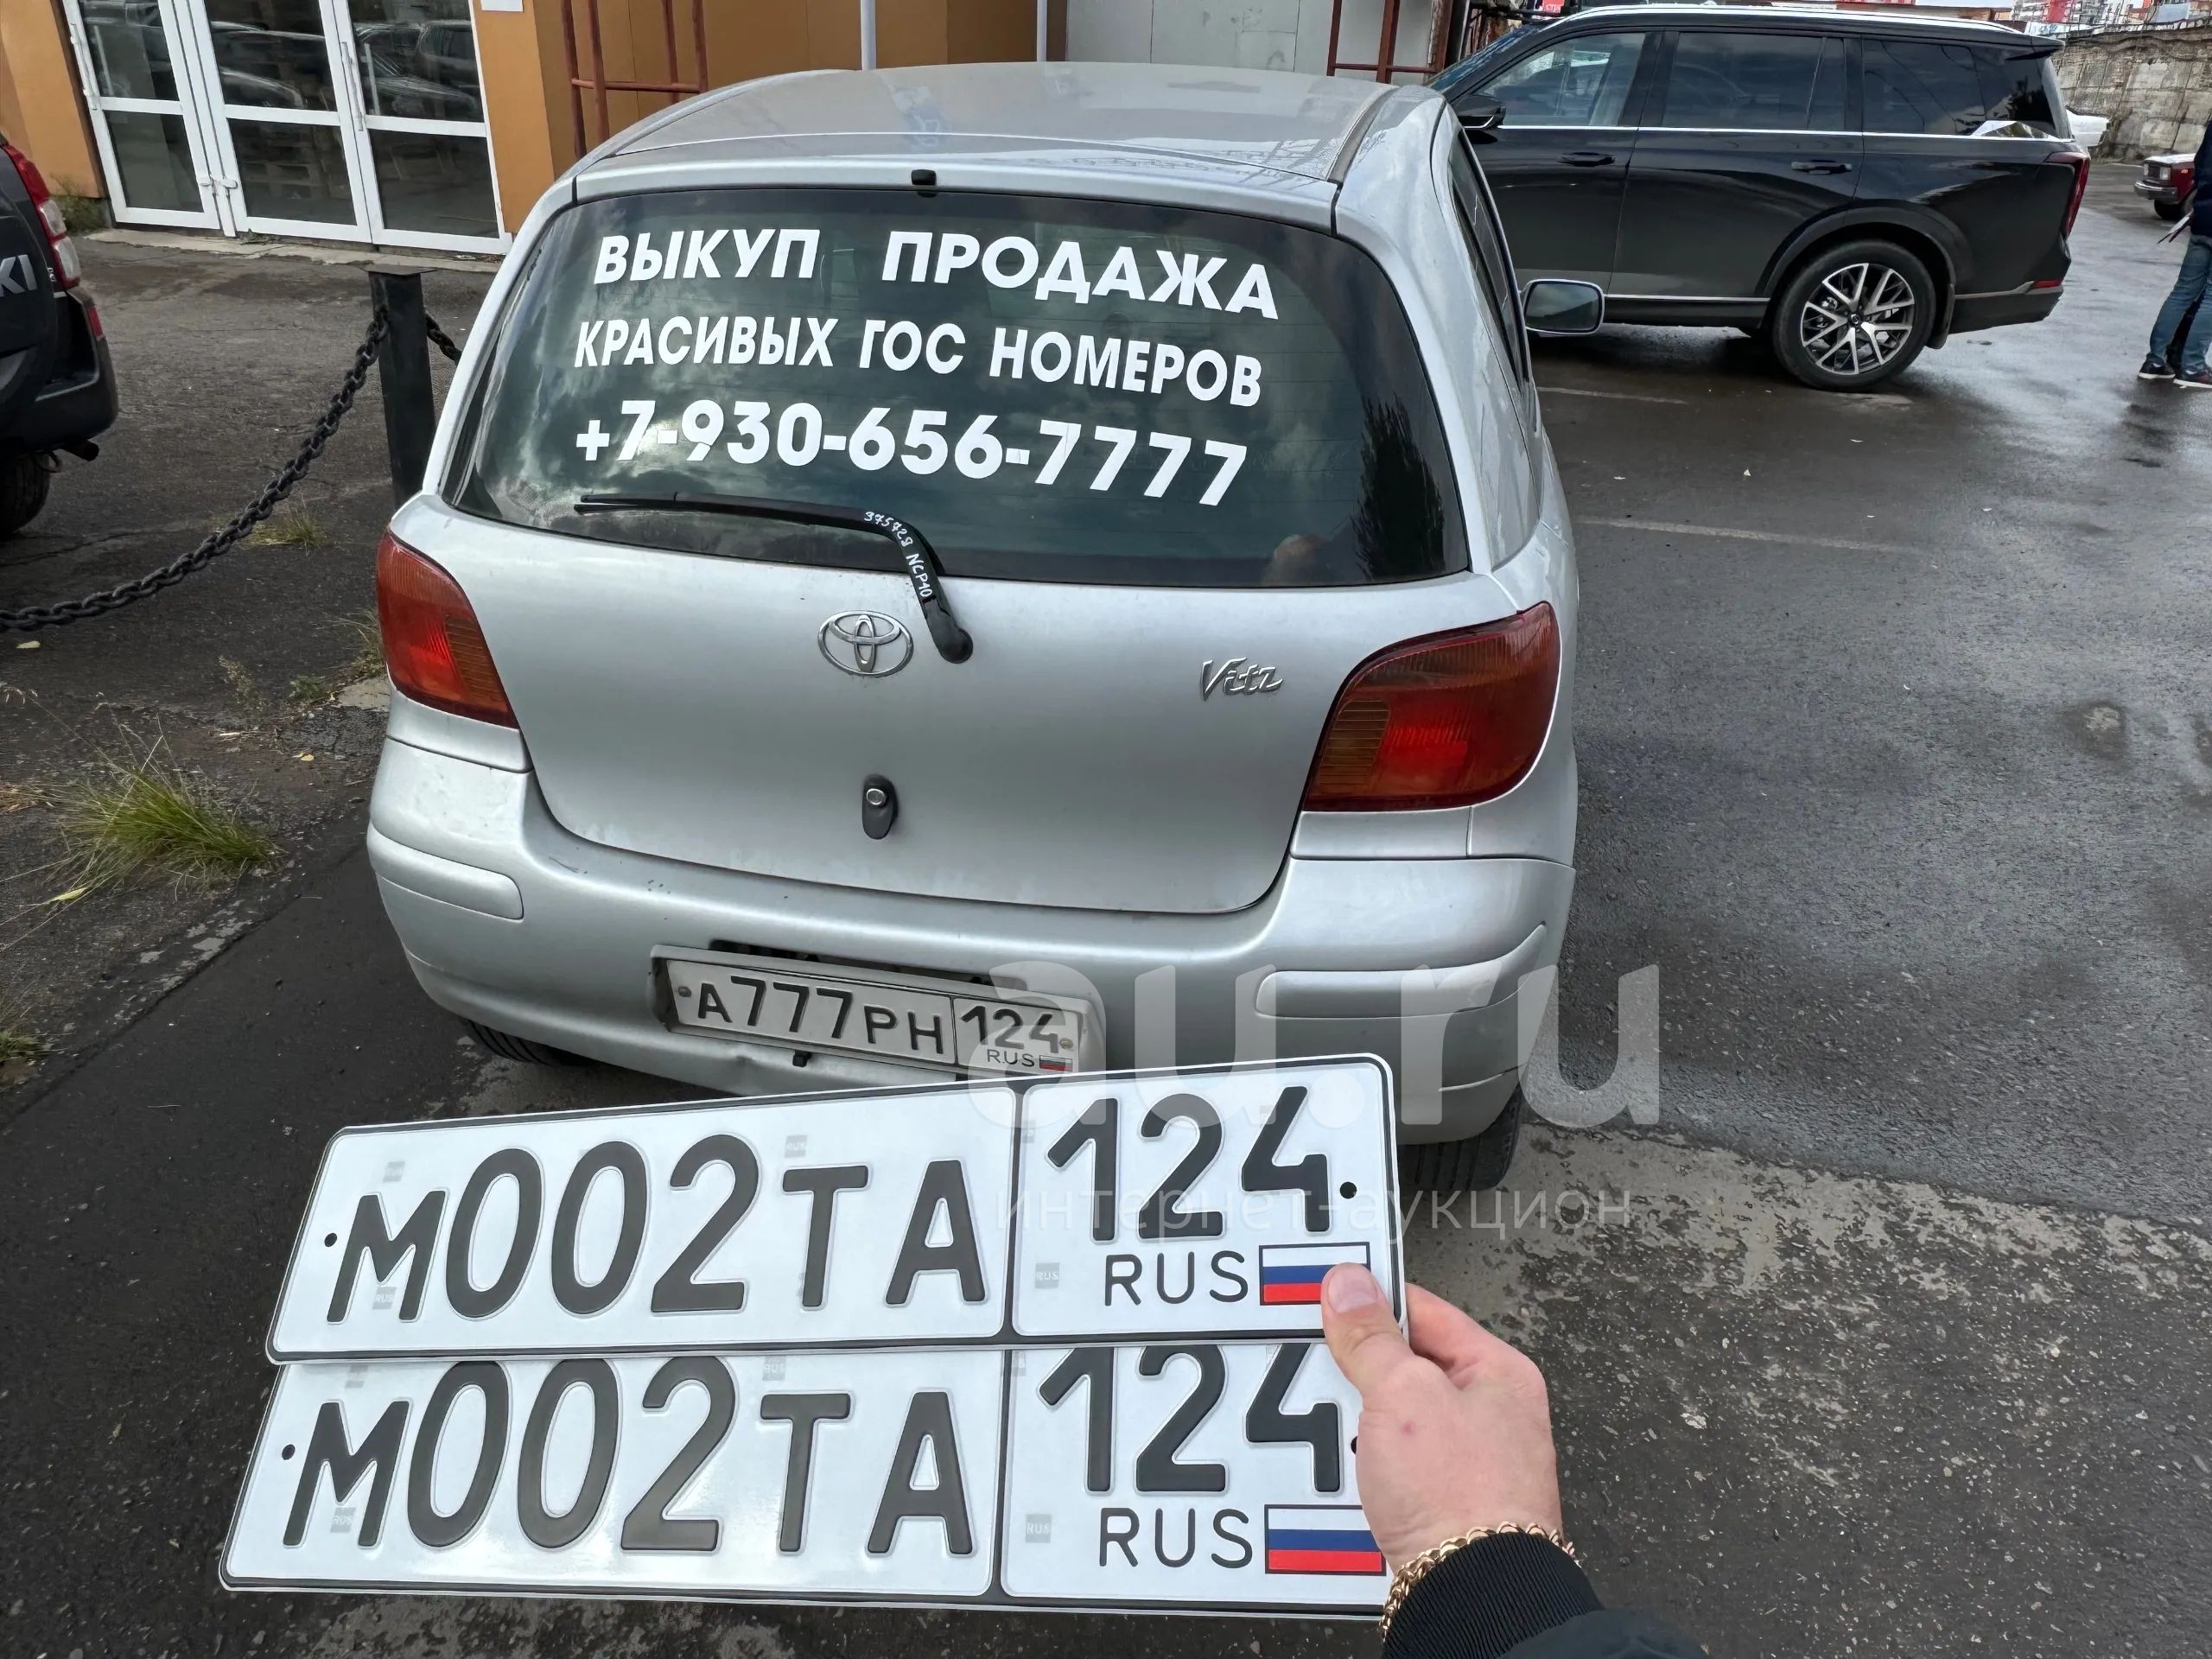 ВЫКУП ПРОДАЖА
КРАСИВЫХ ГОС НОМЕРОВ
+7-930-656-7777
375728 NCP10
Vitz
А777РН 124
RUS
au.ru
интернет-аукцион
М002ТА 124
RUS
М002ТА 124
RUS